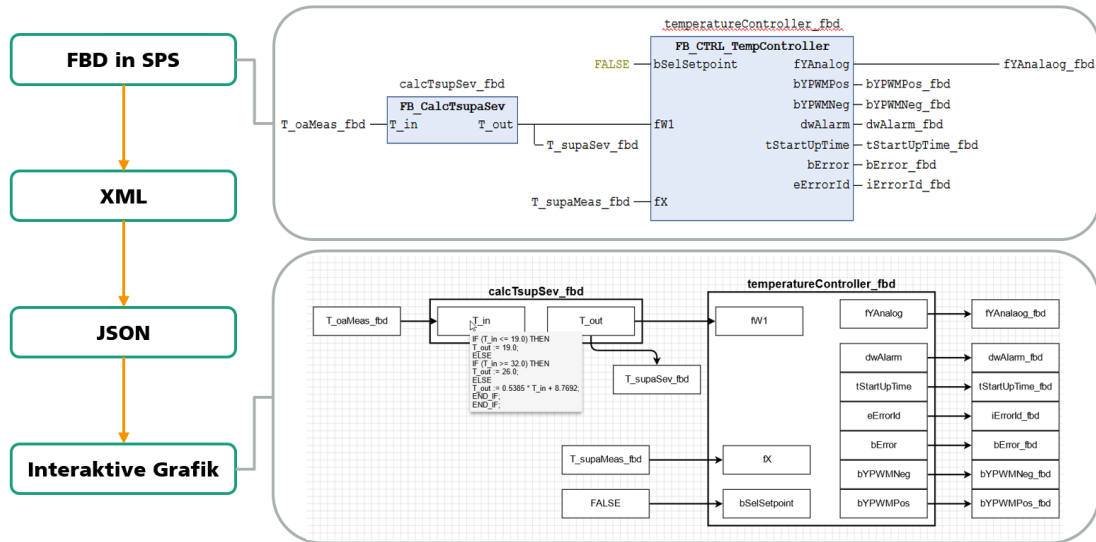 FBD in SPS
XML
JSON
Interaktive Grafik
temperatureController_fbd
FB_CTRL_TempController
FALSE bSelSetpoint fYAnalog fYAnalaog_fbd
bYPWMPos bYPWMPos_fbd
calcTsupSev_fbd bYPWMNeg bYPWMNeg_fbd
FB_CalcTsupaSev
T_oaMeas_fbd T_in T_out fW1 dwAlarm dwAlarm_fbd
T_supaSev_fbd tStartUpTime tStartUpTime_fbd
bError bError_fbd
eErrorId iErrorId_fbd
T_supaMeas_fbd fX
calcTsupSev_fbd temperatureController_fbd
T_oaMeas_fbd T_in T_out fW1 fYAnalog fYAnalaog_fbd
IF (T_in <= 19.0) THEN
T_out := 19.0;
ELSE
IF (T_in >= 32.0) THEN
T_out := 26.0;
ELSE
T_out := 0.5385 * T_in + 8.7692;
END_IF;
END_IF;
T_supaSev_fbd
dwAlarm dwAlarm_fbd
tStartUpTime tStartUpTime_fbd
eErrorId iErrorId_fbd
bError bError_fbd
T_supaMeas_fbd fX bYPWMNeg bYPWMNeg_fbd
FALSE bSelSetpoint bYPWMPos bYPWMPos_fbd